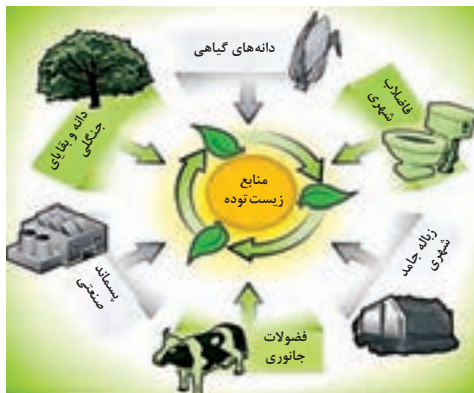 دانه‌های گیاهی
فاضلاب
شهری
زباله جامد
شهری
فضولات
جانوری
پسماند
صنعتی
دانه و بقایای
جنگلی
منابع
زیست‌توده